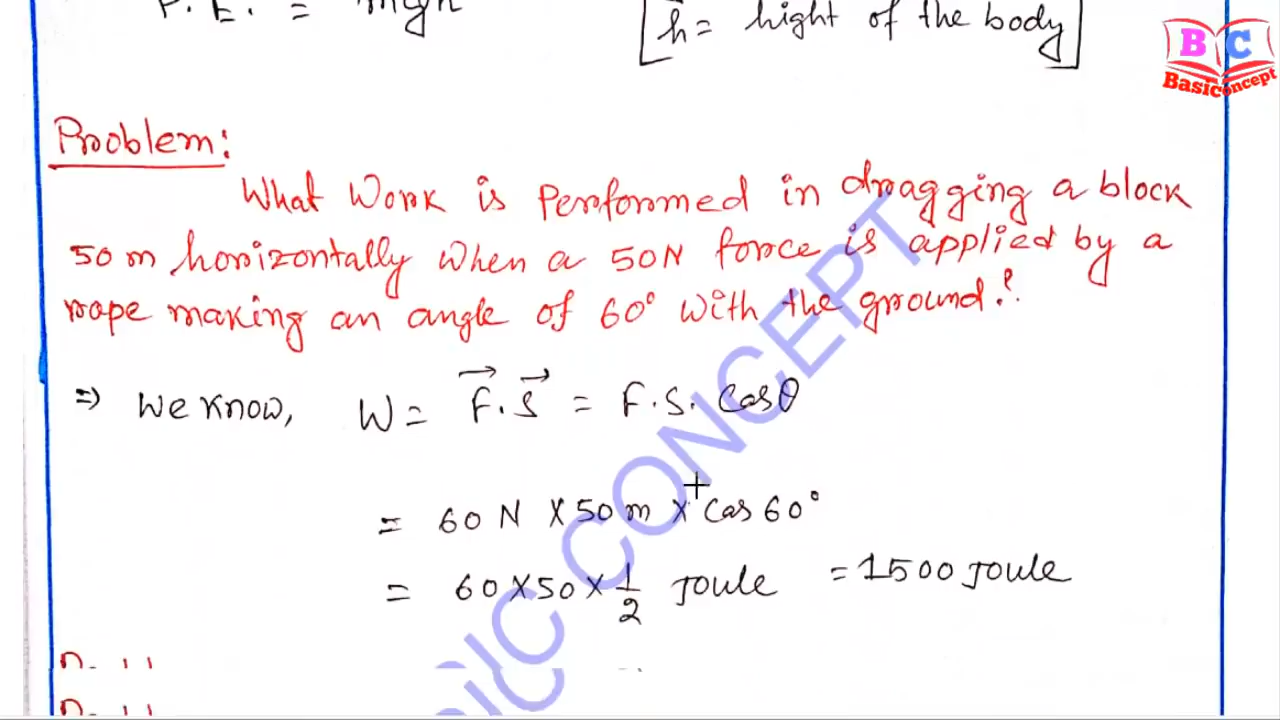 P. E. = mgh
[h = hight of the body]
B C
Basiconcept
Problem:
What Work is Performed in dragging a block
50 m horizontally when a 50N force is applied by a
rope making an angle of 60° with the ground?
⇒ We know, W = F⃗.S⃗ = F.S. Cosθ
= 60 N × 50 m × Cos 60°
= 60 × 50 × 1/2 Joule = 1500 Joule
BASIC CONCEPT